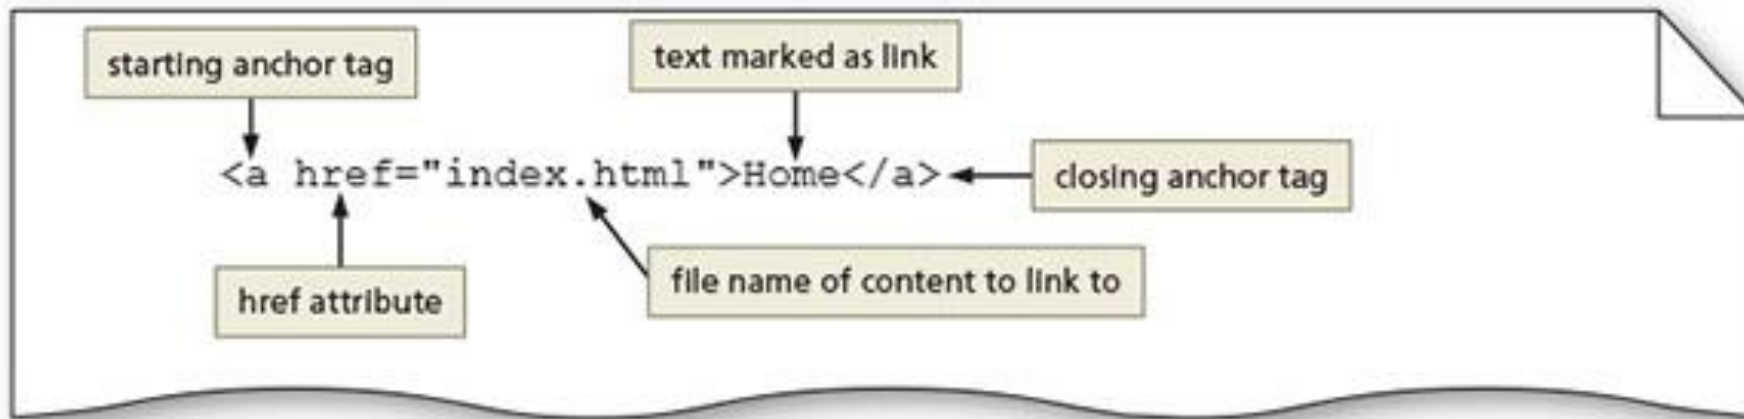 starting anchor tag
text marked as link
<a href="index.html">Home</a>
closing anchor tag
href attribute
file name of content to link to